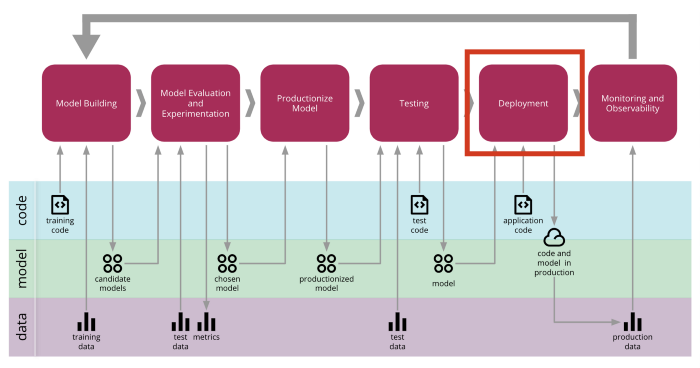 Model Building
Model Evaluation
and
Experimentation
Productionize
Model
Testing
Deployment
Monitoring and
Observability
code
training
code
test
code
application
code
model
candidate
models
chosen
model
productionized
model
model
code and
model in
production
data
training
data
test
data
metrics
test
data
production
data